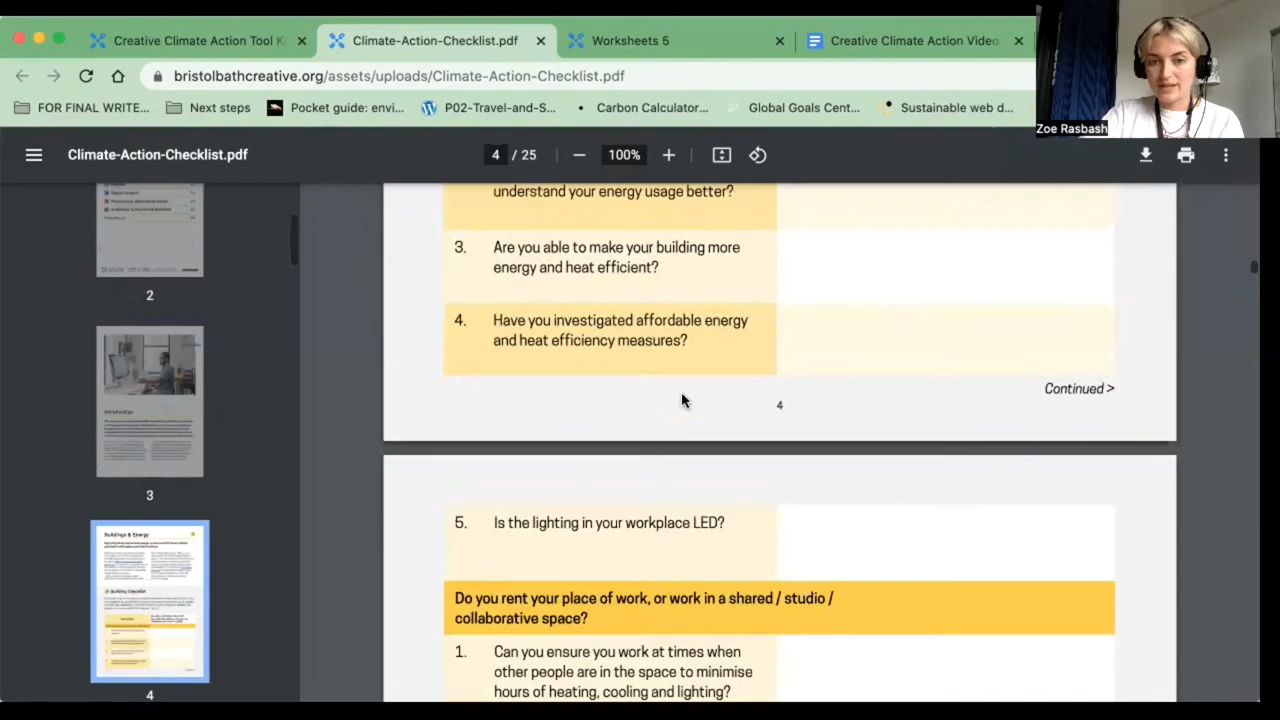 Creative Climate Action Tool K
Climate-Action-Checklist.pdf
Worksheets 5
Creative Climate Action Video
bristolbathcreative.org/assets/uploads/Climate-Action-Checklist.pdf
FOR FINAL WRITE...
Next steps
Pocket guide: envi...
P02-Travel-and-S...
Carbon Calculator...
Global Goals Cent...
Sustainable web d...
Zoe Rasbash
Climate-Action-Checklist.pdf
4 / 25
100%
2
Introduction
3
Buildings & Energy
Building Checklist
4
understand your energy usage better?
3. Are you able to make your building more
energy and heat efficient?
4. Have you investigated affordable energy
and heat efficiency measures?
Continued >
4
5. Is the lighting in your workplace LED?
Do you rent your place of work, or work in a shared / studio /
collaborative space?
1. Can you ensure you work at times when
other people are in the space to minimise
hours of heating, cooling and lighting?